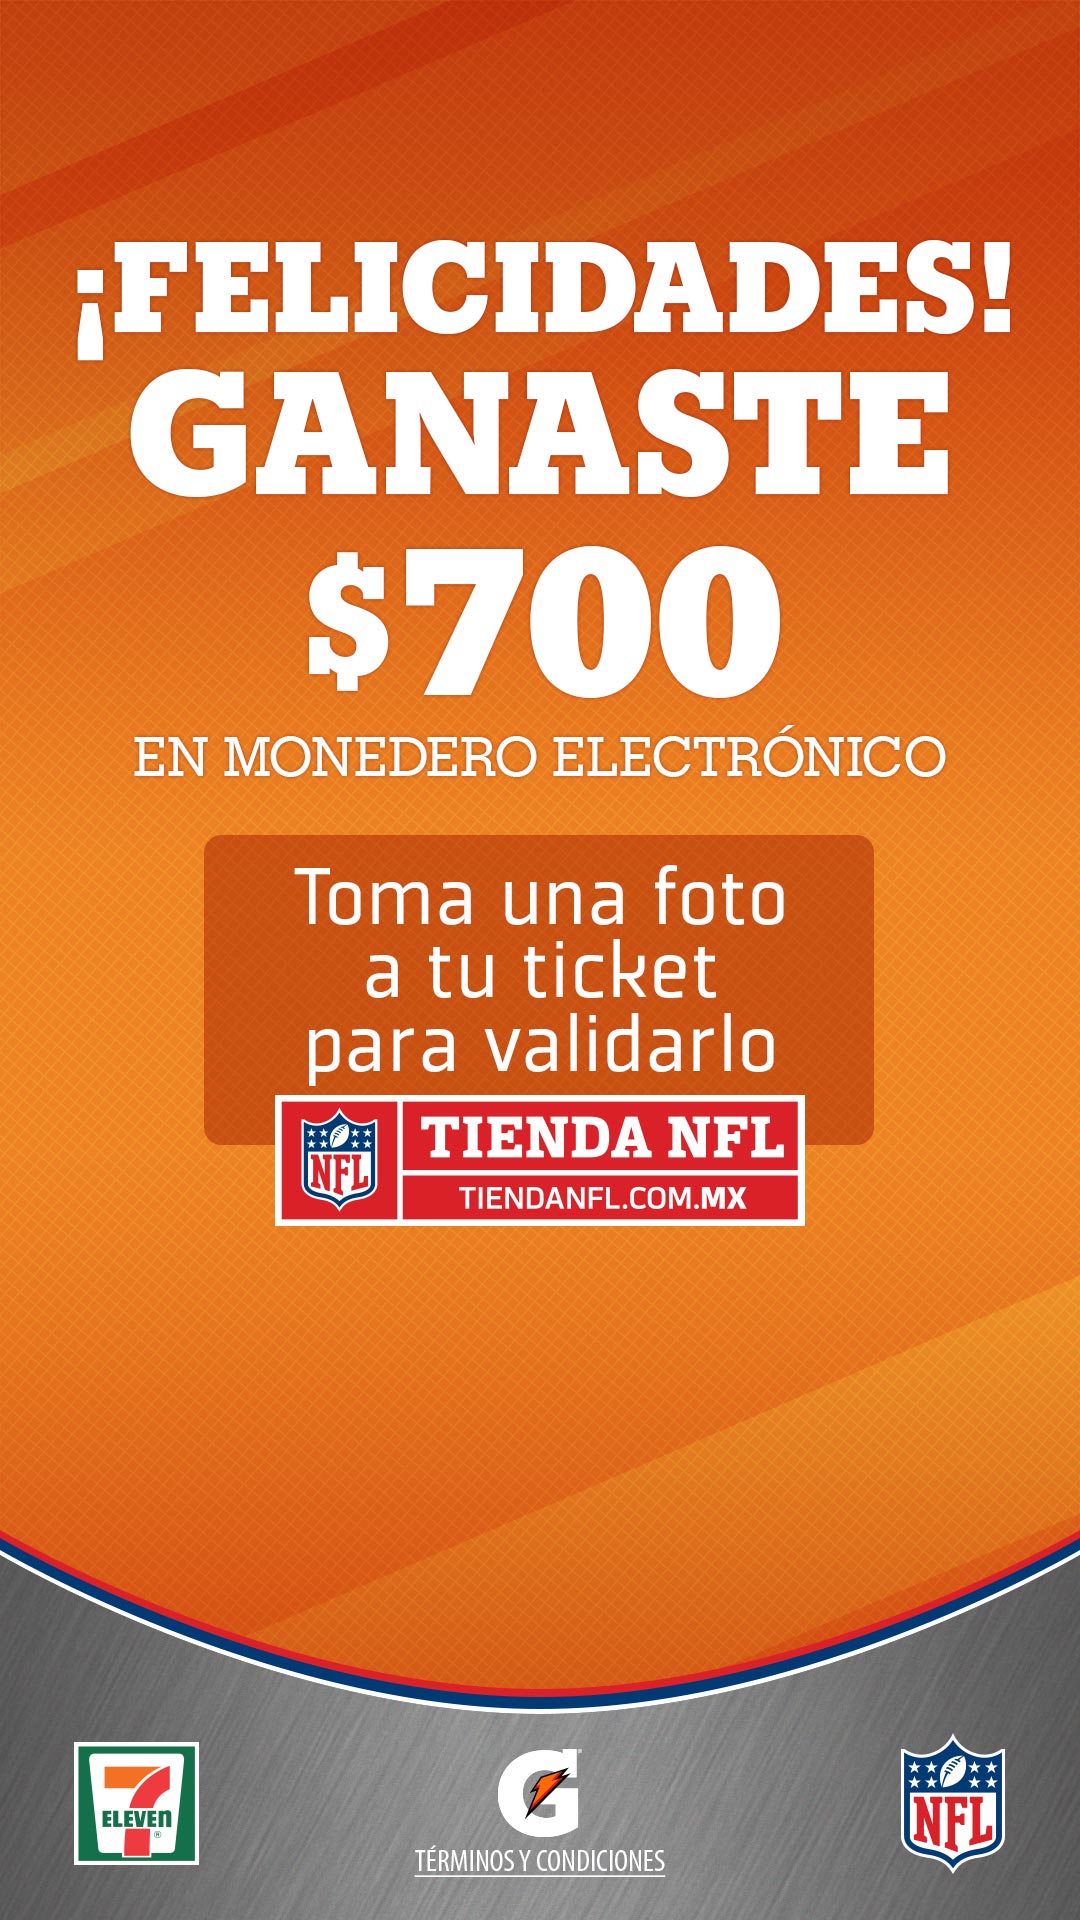 ¡FELICIDADES!
GANASTE
$700
EN MONEDERO ELECTRÓNICO
Toma una foto
a tu ticket
para validarlo
NFL
TIENDA NFL
TIENDANFL.COM.MX
7
ELEVEn
®
G
TÉRMINOS Y CONDICIONES
NFL